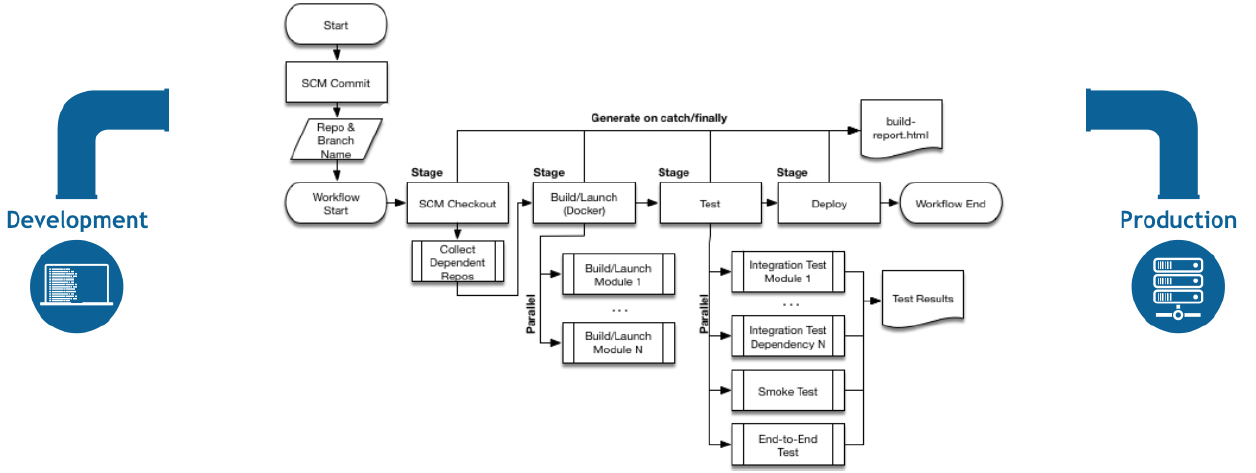 Start
SCM Commit
Repo &
Branch
Name
Workflow
Start
Generate on catch/finally
build-
report.html
Stage
Stage
Stage
Stage
SCM Checkout
Build/Launch
(Docker)
Test
Deploy
Workflow End
Development
Production
Collect
Dependent
Repos
Parallel
Build/Launch
Module 1
...
Build/Launch
Module N
Parallel
Integration Test
Module 1
...
Integration Test
Dependency N
Smoke Test
End-to-End
Test
Test Results